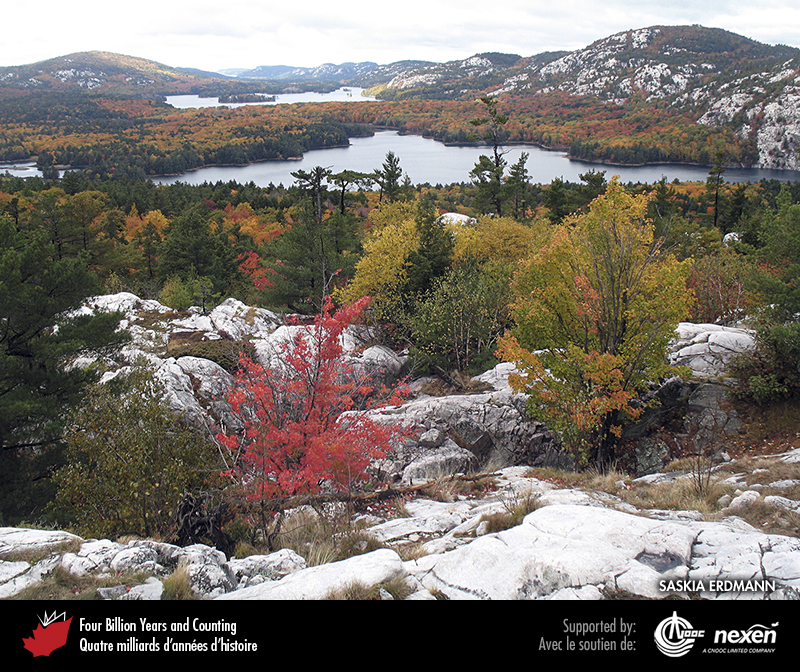 SASKIA ERDMANN
Four Billion Years and Counting
Quatre milliards d'années d'histoire
Supported by:
Avec le soutien de:
CNOOC
nexen
A CNOOC LIMITED COMPANY